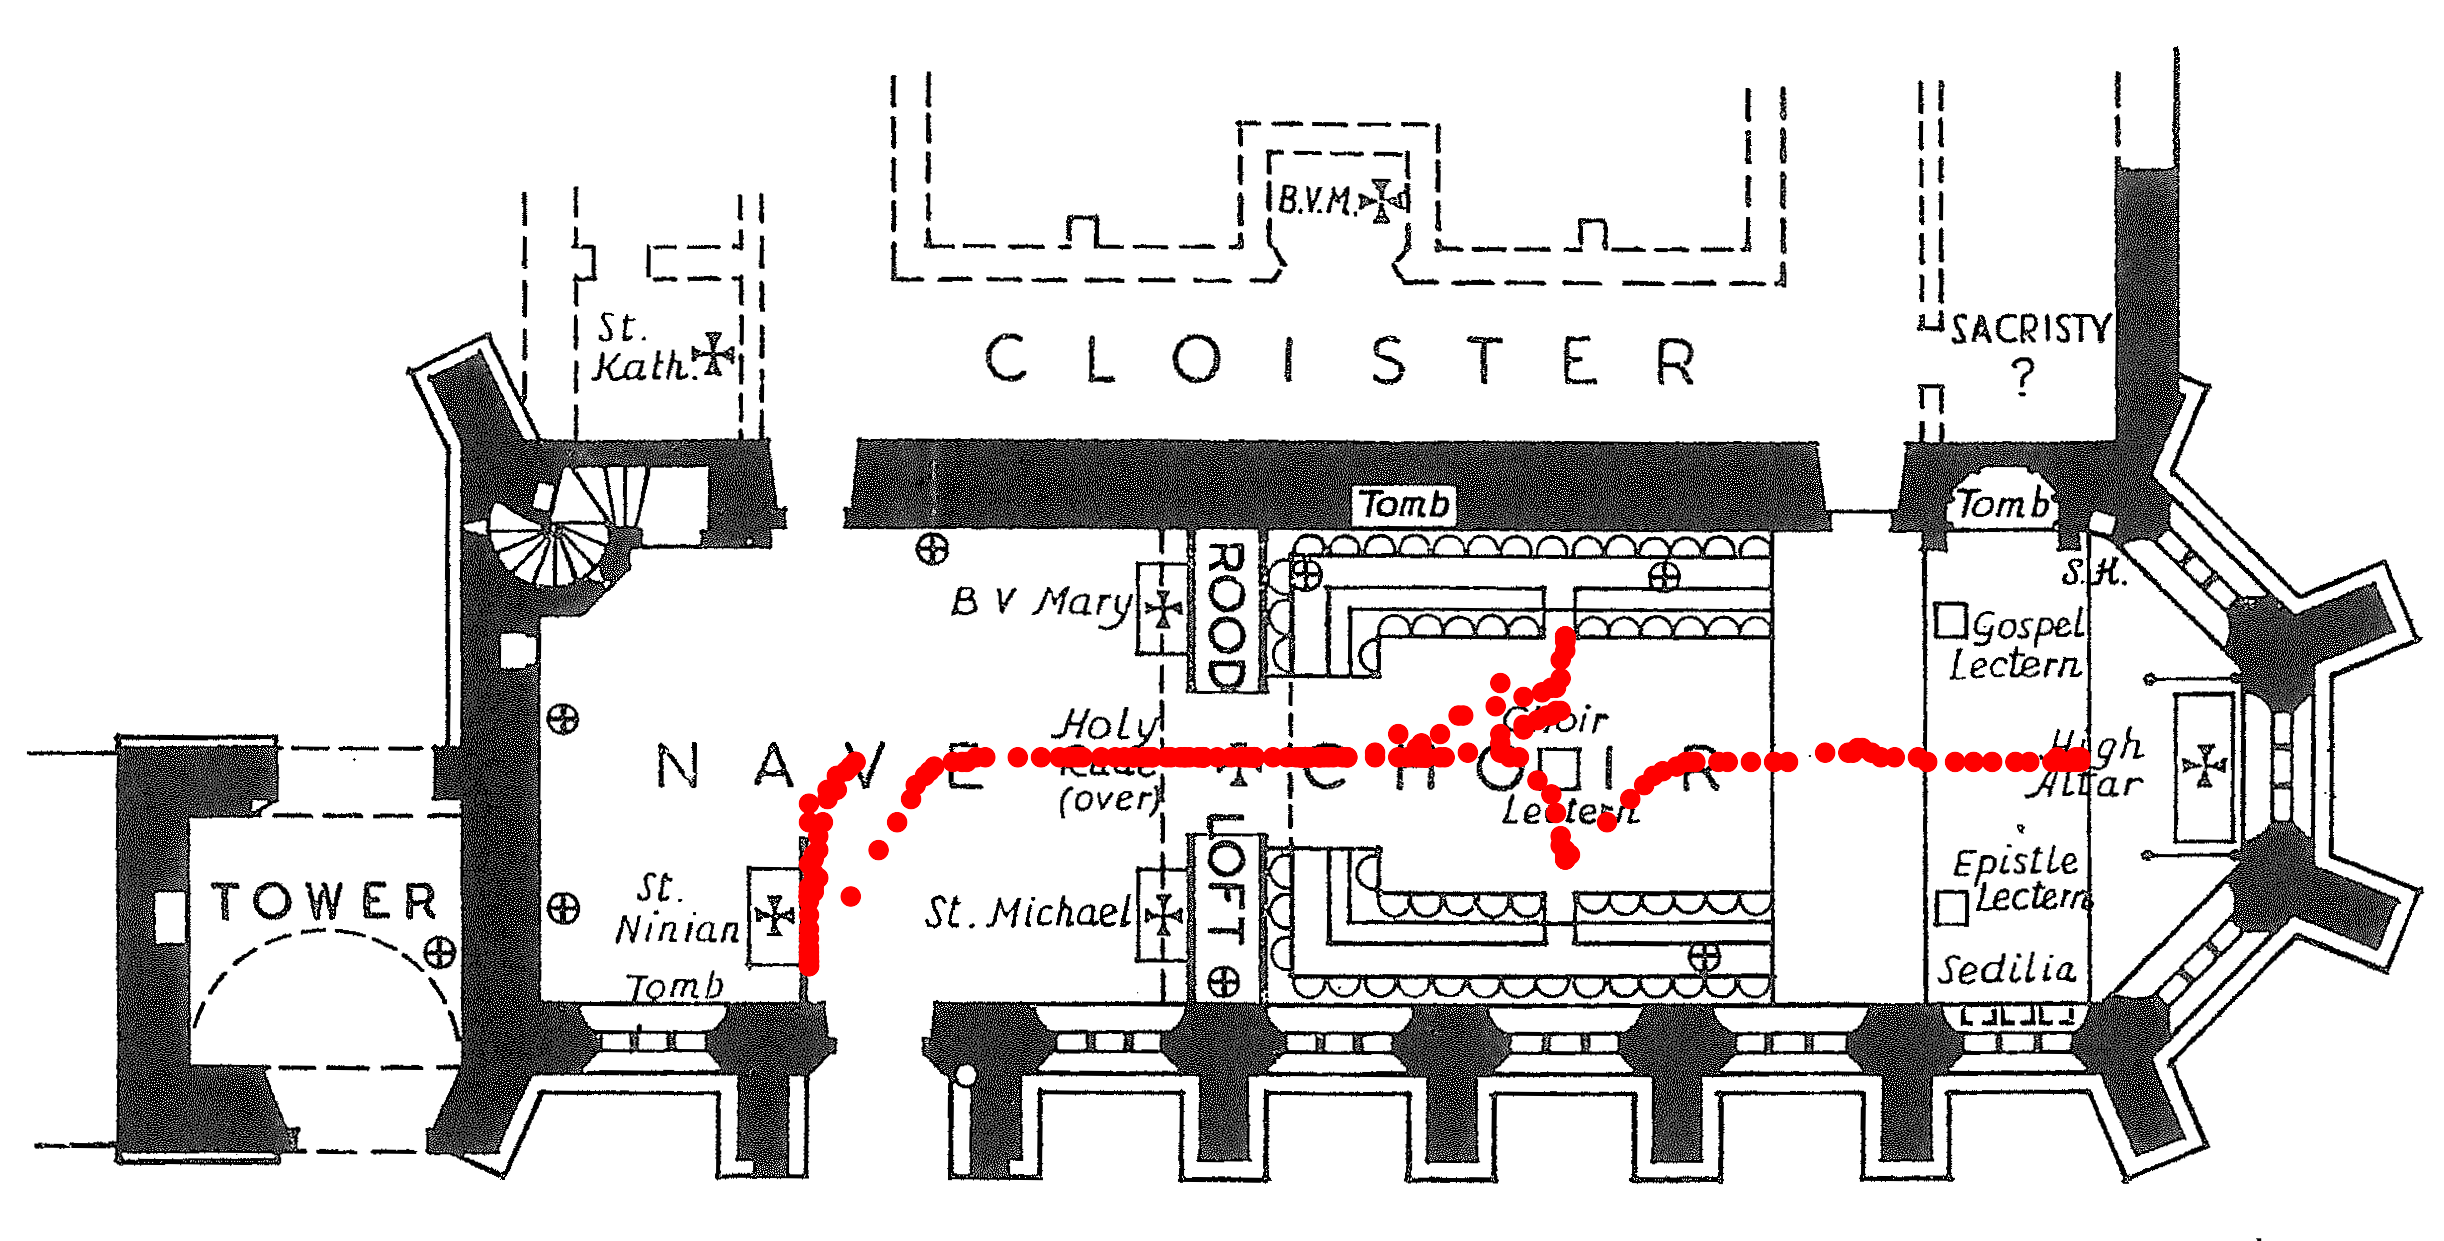 B.V.M.
St.
Kath.
CLOISTER
SACRISTY
?
Tomb
Tomb
ROOD
B V Mary
S.H.
Gospel
Lectern
Holy
(over)
NAVE
CHOIR
Choir
Lectern
High
Altar
LOFT
TOWER
St.
Ninian
St. Michael
Epistle
Lectern
Sedilia
Tomb